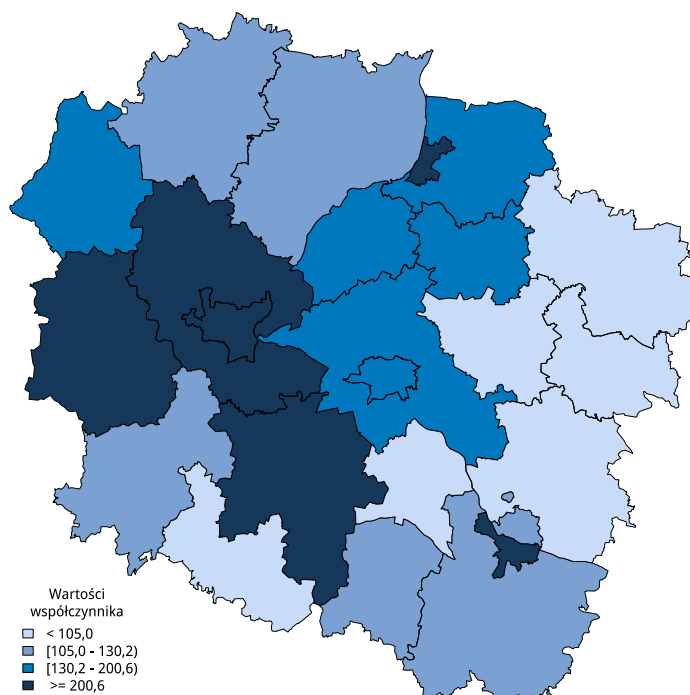 Wartości
współczynnika
< 105,0
[105,0 - 130,2)
[130,2 - 200,6)
>= 200,6